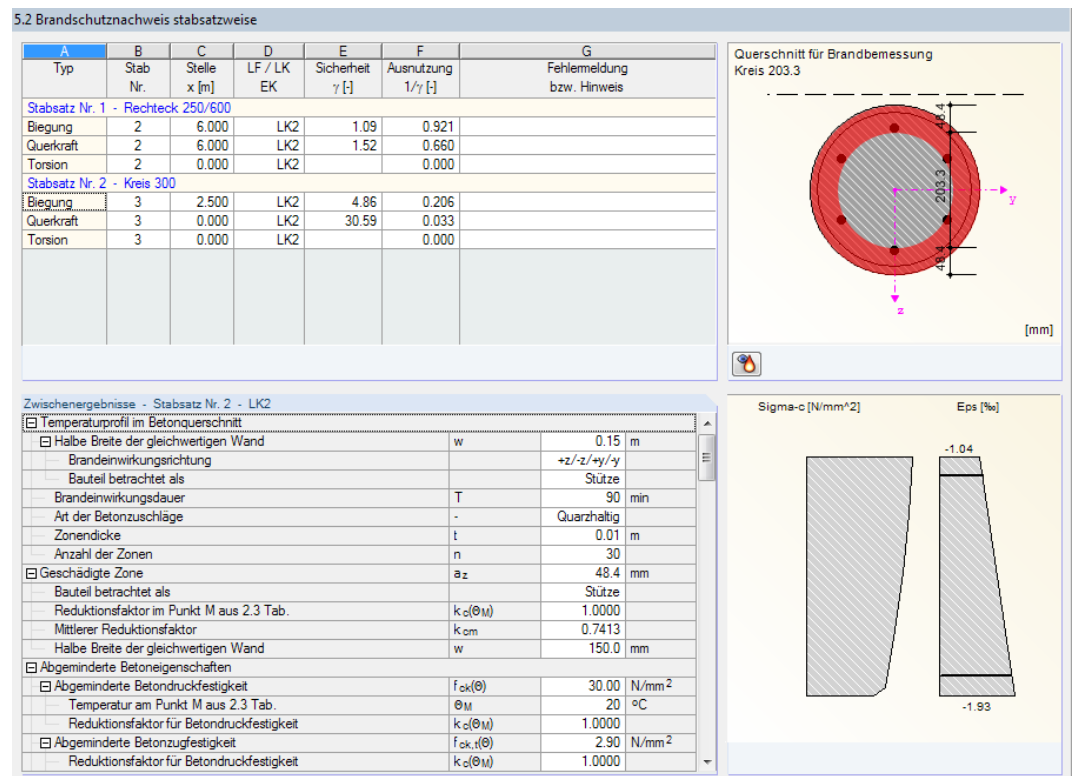 5.2 Brandschutznachweis stabsatzweise
A B C D E F G
Typ Stab Stelle LF / LK Sicherheit Ausnutzung Fehlermeldung
Nr. x [m] EK γ [-] 1/γ [-] bzw. Hinweis
Stabsatz Nr. 1 - Rechteck 250/600
Biegung 2 6.000 LK2 1.09 0.921
Querkraft 2 6.000 LK2 1.52 0.660
Torsion 2 0.000 LK2 0.000
Stabsatz Nr. 2 - Kreis 300
Biegung 3 2.500 LK2 4.86 0.206
Querkraft 3 0.000 LK2 30.59 0.033
Torsion 3 0.000 LK2 0.000
Querschnitt für Brandbemessung
Kreis 203.3
48.4
203.3
y
48.4
z
[mm]
Zwischenergebnisse - Stabsatz Nr. 2 - LK2
Temperaturprofil im Betonquerschnitt
Halbe Breite der gleichwertigen Wand w 0.15 m
Brandeinwirkungsrichtung +z/-z/+y/-y
Bauteil betrachtet als Stütze
Brandeinwirkungsdauer T 90 min
Art der Betonzuschläge - Quarzhaltig
Zonendicke t 0.01 m
Anzahl der Zonen n 30
Geschädigte Zone az 48.4 mm
Bauteil betrachtet als Stütze
Reduktionsfaktor im Punkt M aus 2.3 Tab. kc(ΘM) 1.0000
Mittlerer Reduktionsfaktor kcm 0.7413
Halbe Breite der gleichwertigen Wand w 150.0 mm
Abgeminderte Betoneigenschaften
Abgeminderte Betondruckfestigkeit fck(Θ) 30.00 N/mm2
Temperatur am Punkt M aus 2.3 Tab. ΘM 20 ºC
Reduktionsfaktor für Betondruckfestigkeit kc(ΘM) 1.0000
Abgeminderte Betonzugfestigkeit fck,t(Θ) 2.90 N/mm2
Reduktionsfaktor für Betondruckfestigkeit kc(ΘM) 1.0000
Sigma-c [N/mm^2] Eps [‰]
-1.04
-1.93